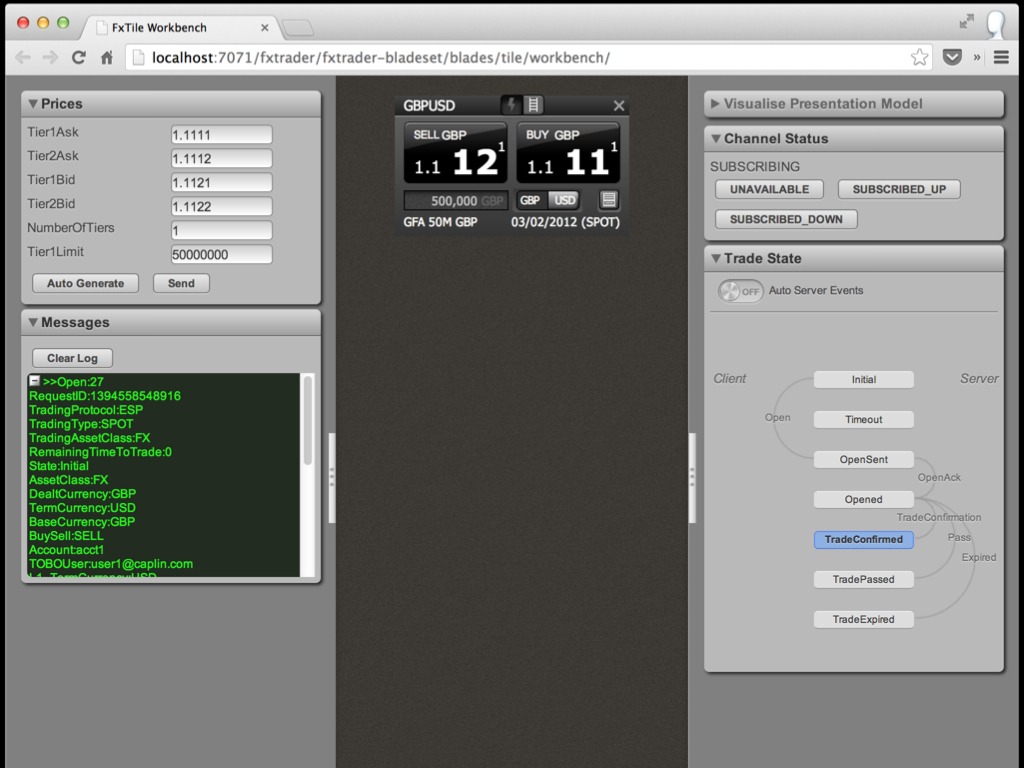 FxTile Workbench
localhost:7071/fxtrader/fxtrader-bladeset/blades/tile/workbench/
Prices
Tier1Ask 1.1111
Tier2Ask 1.1112
Tier1Bid 1.1121
Tier2Bid 1.1122
NumberOfTiers 1
Tier1Limit 50000000
Auto Generate Send
Messages
Clear Log
>>Open:27
RequestID:1394558548916
TradingProtocol:ESP
TradingType:SPOT
TradingAssetClass:FX
RemainingTimeToTrade:0
State:Initial
AssetClass:FX
DealtCurrency:GBP
TermCurrency:USD
BaseCurrency:GBP
BuySell:SELL
Account:acct1
TOBOUser:user1@caplin.com
L1_TermCurrency:USD
GBPUSD
SELL GBP
1.1 12 1
BUY GBP
1.1 11 1
500,000 GBP
GBP USD
GFA 50M GBP 03/02/2012 (SPOT)
Visualise Presentation Model
Channel Status
SUBSCRIBING
UNAVAILABLE SUBSCRIBED_UP
SUBSCRIBED_DOWN
Trade State
OFF Auto Server Events
Client Initial Server
Open Timeout
OpenSent
OpenAck
Opened
TradeConfirmation
TradeConfirmed Pass
Expired
TradePassed
TradeExpired